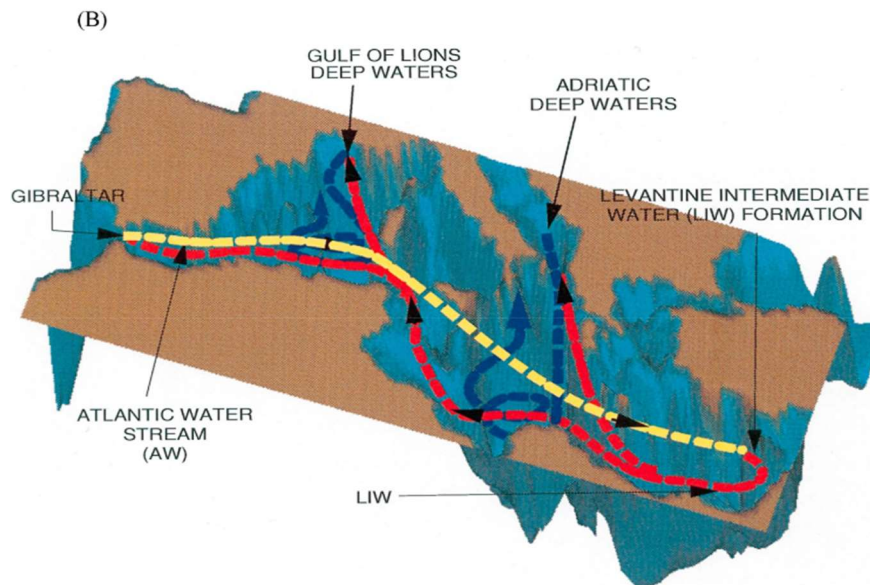 (B)
GULF OF LIONS
DEEP WATERS
ADRIATIC
DEEP WATERS
GIBRALTAR
LEVANTINE INTERMEDIATE
WATER (LIW) FORMATION
ATLANTIC WATER
STREAM
(AW)
LIW